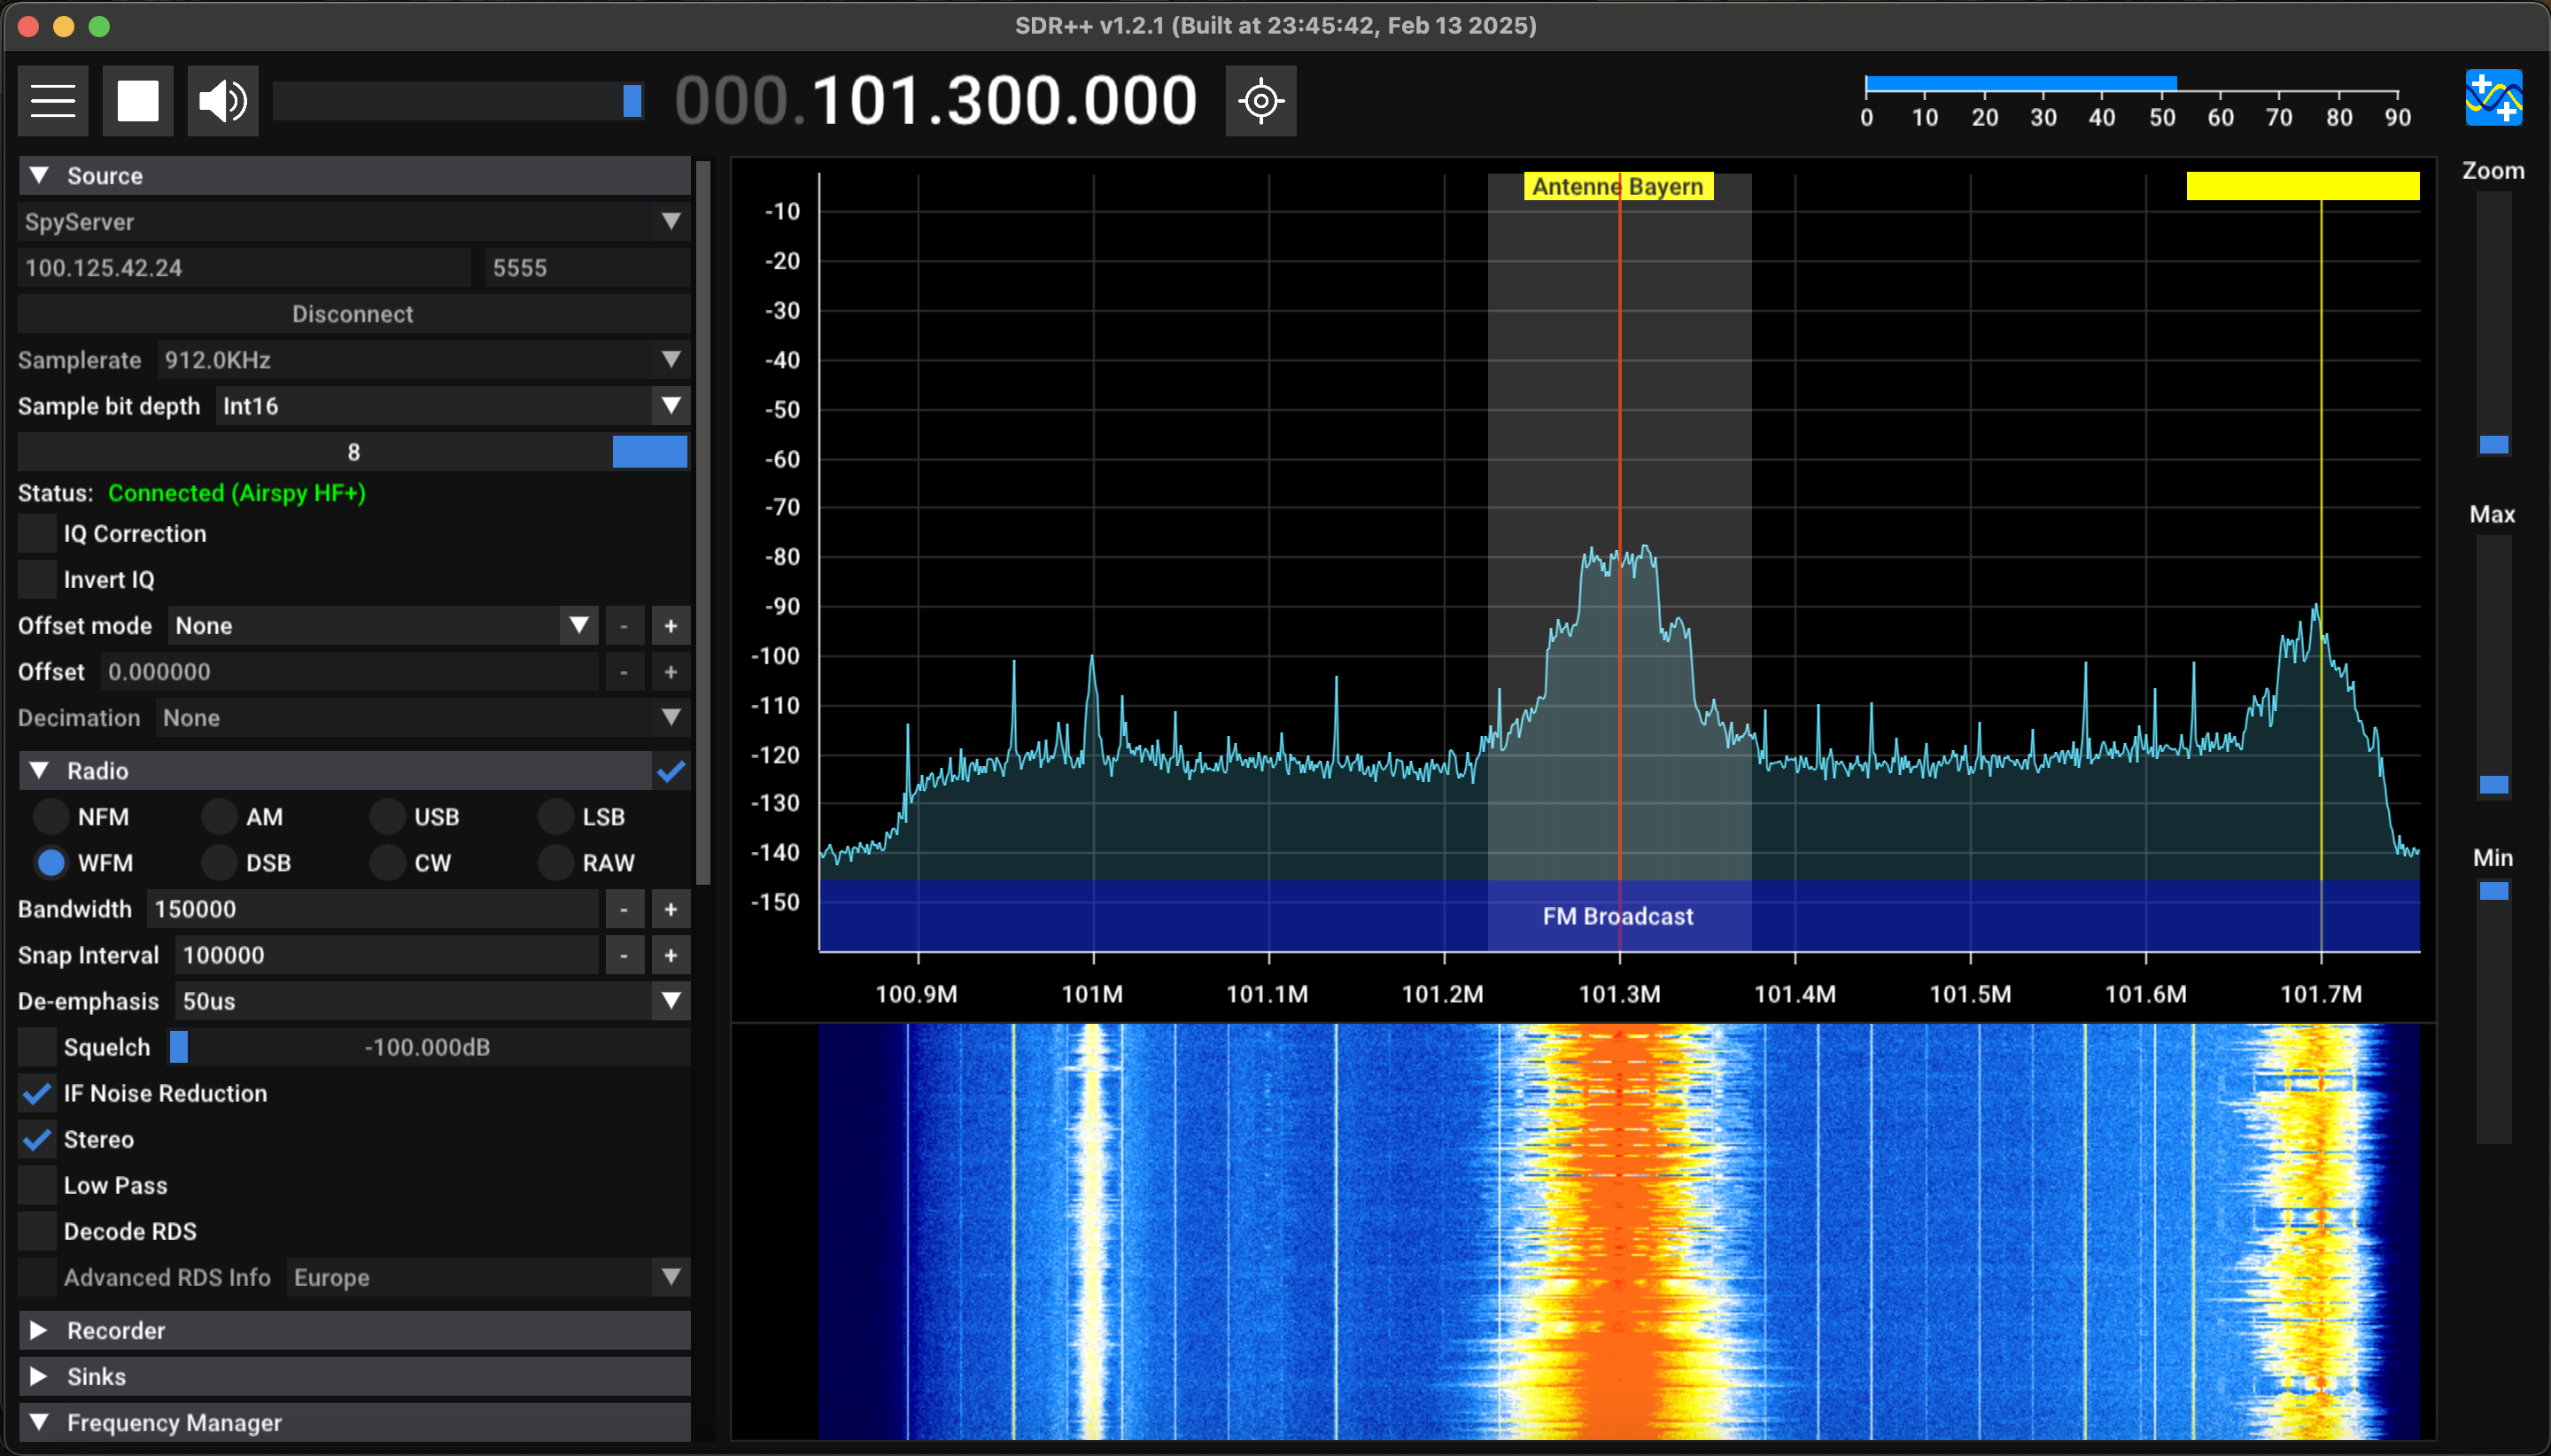 SDR++ v1.2.1 (Built at 23:45:42, Feb 13 2025)
000.101.300.000
0 10 20 30 40 50 60 70 80 90
Source
SpyServer
100.125.42.24 5555
Disconnect
Samplerate 912.0KHz
Sample bit depth Int16
8
Status: Connected (Airspy HF+)
IQ Correction
Invert IQ
Offset mode None - +
Offset 0.000000 - +
Decimation None
Radio
NFM AM USB LSB
WFM DSB CW RAW
Bandwidth 150000 - +
Snap Interval 100000 - +
De-emphasis 50us
Squelch -100.000dB
IF Noise Reduction
Stereo
Low Pass
Decode RDS
Advanced RDS Info Europe
Recorder
Sinks
Frequency Manager
Antenne Bayern
-10
-20
-30
-40
-50
-60
-70
-80
-90
-100
-110
-120
-130
-140
-150
FM Broadcast
100.9M 101M 101.1M 101.2M 101.3M 101.4M 101.5M 101.6M 101.7M
Zoom
Max
Min